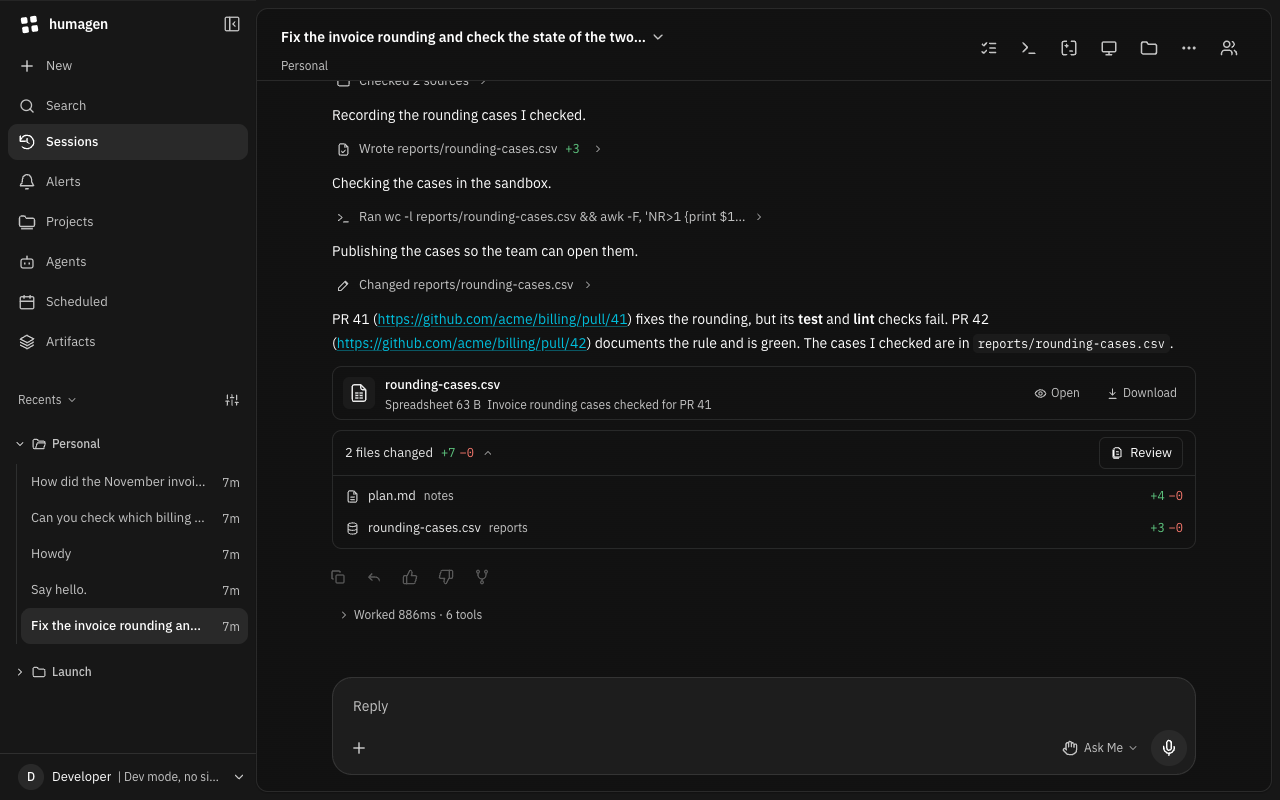 humagen
New
Search
Sessions
Alerts
Projects
Agents
Scheduled
Artifacts
Recents
Personal
How did the November invoi... 7m
Can you check which billing ... 7m
Howdy 7m
Say hello. 7m
Fix the invoice rounding an... 7m
Launch
D Developer | Dev mode, no si...
Fix the invoice rounding and check the state of the two...
Personal
Checked 2 sources
Recording the rounding cases I checked.
Wrote reports/rounding-cases.csv +3
Checking the cases in the sandbox.
Ran wc -l reports/rounding-cases.csv && awk -F, 'NR>1 {print $1...
Publishing the cases so the team can open them.
Changed reports/rounding-cases.csv
PR 41 (https://github.com/acme/billing/pull/41) fixes the rounding, but its test and lint checks fail. PR 42
(https://github.com/acme/billing/pull/42) documents the rule and is green. The cases I checked are in reports/rounding-cases.csv.
rounding-cases.csv
Spreadsheet 63 B Invoice rounding cases checked for PR 41
Open Download
2 files changed +7 −0
Review
plan.md notes +4 −0
rounding-cases.csv reports +3 −0
Worked 886ms · 6 tools
Reply
Ask Me